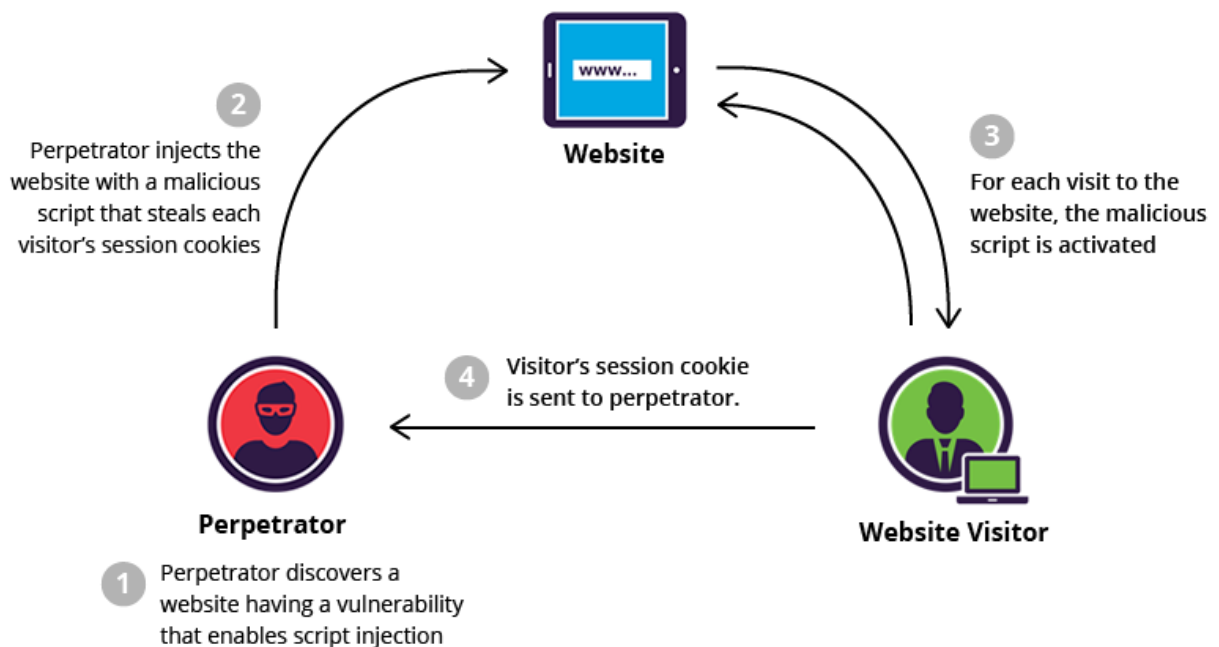 www...
Website
2
Perpetrator injects the
website with a malicious
script that steals each
visitor’s session cookies
3
For each visit to the
website, the malicious
script is activated
4
Visitor’s session cookie
is sent to perpetrator.
Perpetrator
Website Visitor
1
Perpetrator discovers a
website having a vulnerability
that enables script injection